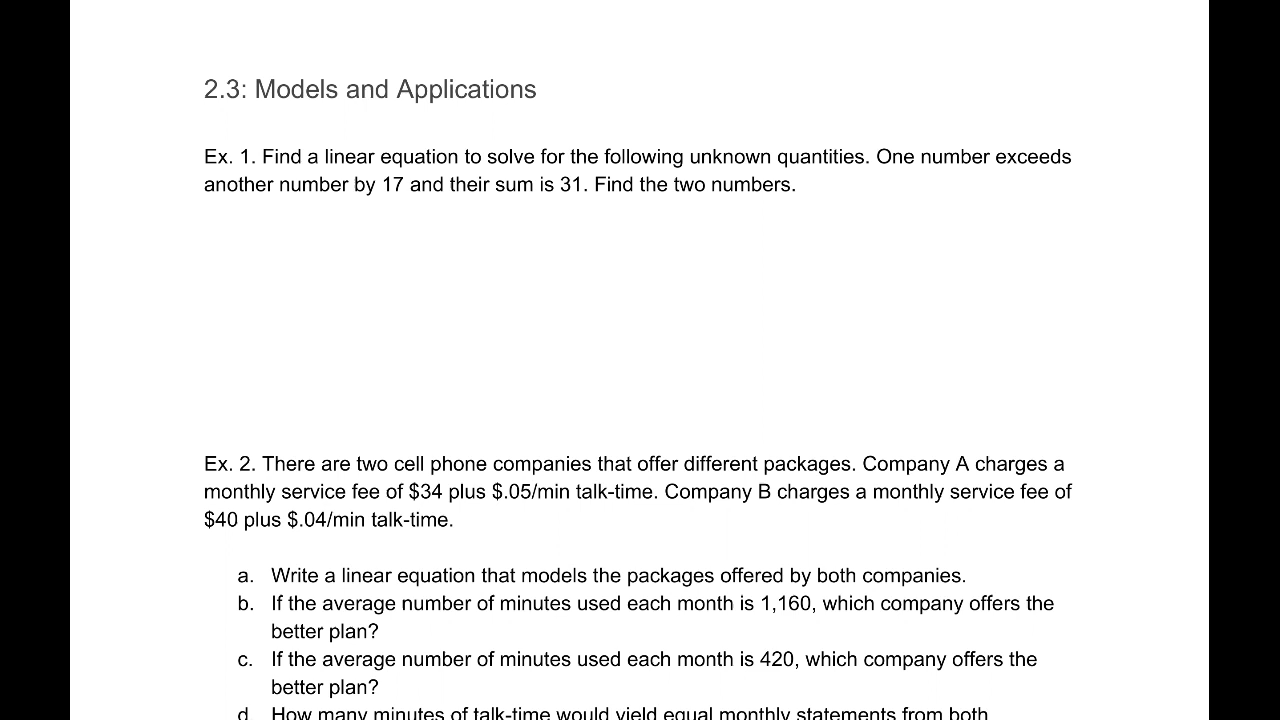 2.3: Models and Applications
Ex. 1. Find a linear equation to solve for the following unknown quantities. One number exceeds
another number by 17 and their sum is 31. Find the two numbers.
Ex. 2. There are two cell phone companies that offer different packages. Company A charges a
monthly service fee of $34 plus $.05/min talk-time. Company B charges a monthly service fee of
$40 plus $.04/min talk-time.
a. Write a linear equation that models the packages offered by both companies.
b. If the average number of minutes used each month is 1,160, which company offers the
better plan?
c. If the average number of minutes used each month is 420, which company offers the
better plan?
d. How many minutes of talk-time would yield equal monthly statements from both